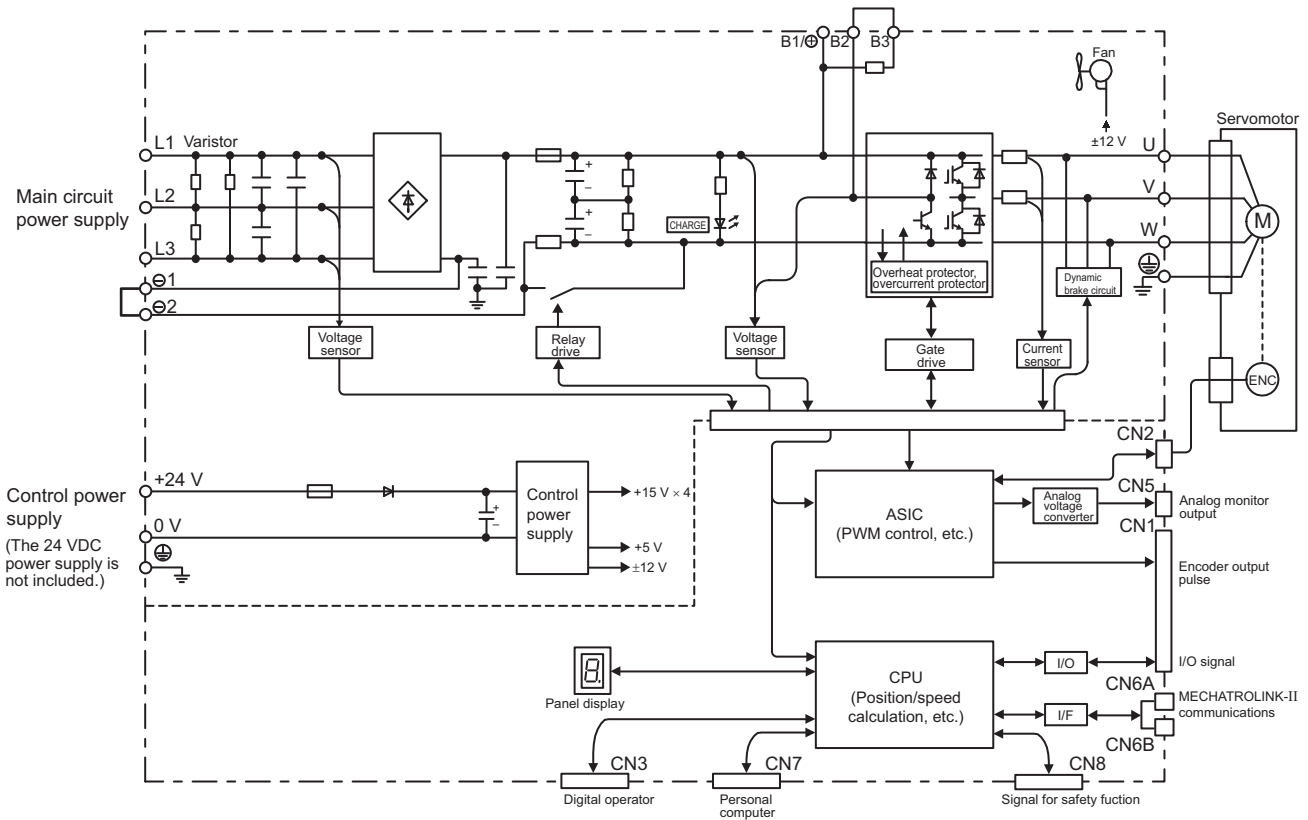 B1/⊕
B2
B3
Fan
±12 V
Servomotor
L1
Varistor
U
Main circuit
power supply
L2
V
CHARGE
W
M
L3
⊖1
⊖2
Overheat protector,
overcurrent protector
Dynamic
brake circuit
Voltage
sensor
Relay
drive
Voltage
sensor
Gate
drive
Current
sensor
ENC
+
–
+
–
CN2
Control power
supply
(The 24 VDC
power supply is
not included.)
+24 V
0 V
+
–
Control
power
supply
+15 V × 4
+5 V
±12 V
ASIC
(PWM control, etc.)
Analog
voltage
converter
CN5
Analog monitor
output
CN1
Encoder output
pulse
8.
Panel display
CPU
(Position/speed
calculation, etc.)
I/O
I/O signal
CN6A
I/F
MECHATROLINK-II
communications
CN6B
CN3
Digital operator
CN7
Personal
computer
CN8
Signal for safety fuction